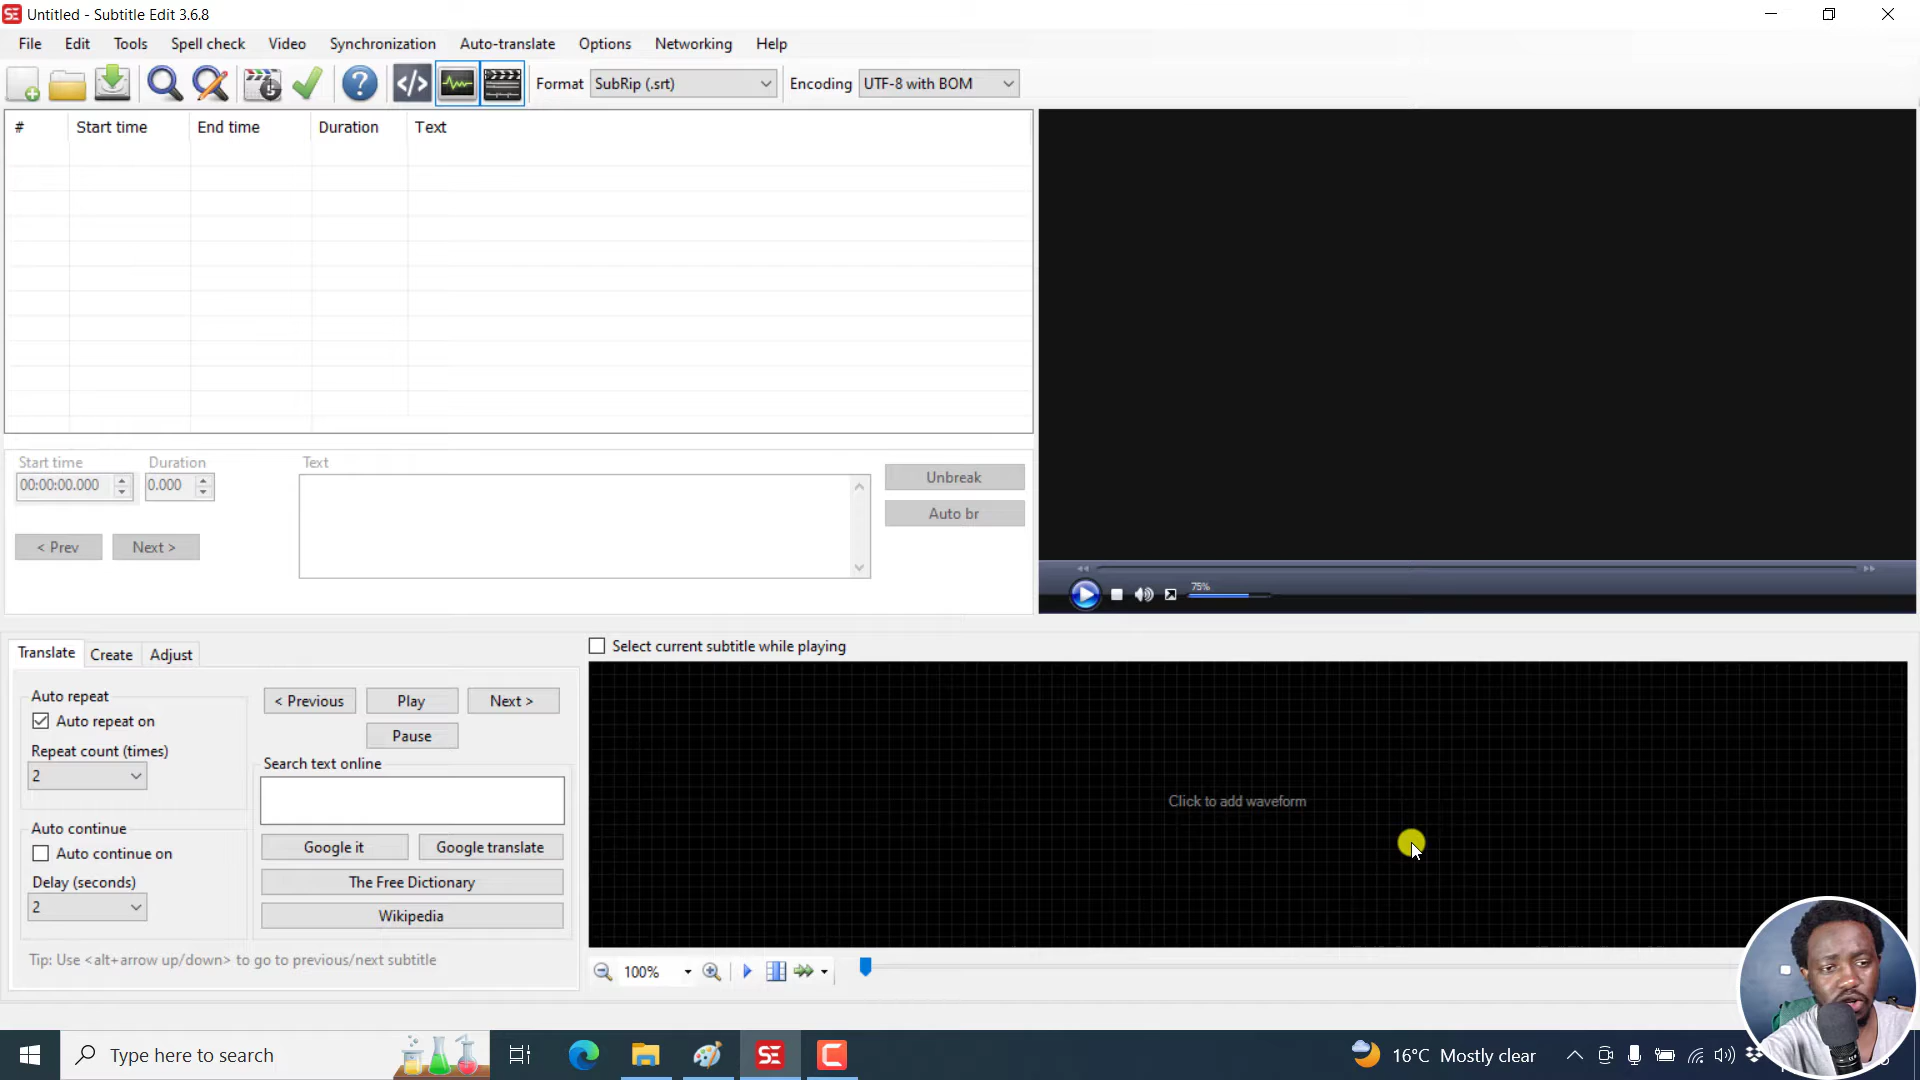 Untitled - Subtitle Edit 3.6.8
File Edit Tools Spell check Video Synchronization Auto-translate Options Networking Help
Format SubRip (.srt) Encoding UTF-8 with BOM
# Start time End time Duration Text
Start time Duration Text
00:00:00.000 0.000
Unbreak
Auto br
< Prev Next >
75%
Translate Create Adjust
Select current subtitle while playing
Auto repeat
Auto repeat on
Repeat count (times)
2
Auto continue
Auto continue on
Delay (seconds)
2
< Previous Play Next >
Pause
Search text online
Google it Google translate
The Free Dictionary
Wikipedia
Tip: Use <alt+arrow up/down> to go to previous/next subtitle
Click to add waveform
100%
Type here to search
SE
16°C Mostly clear